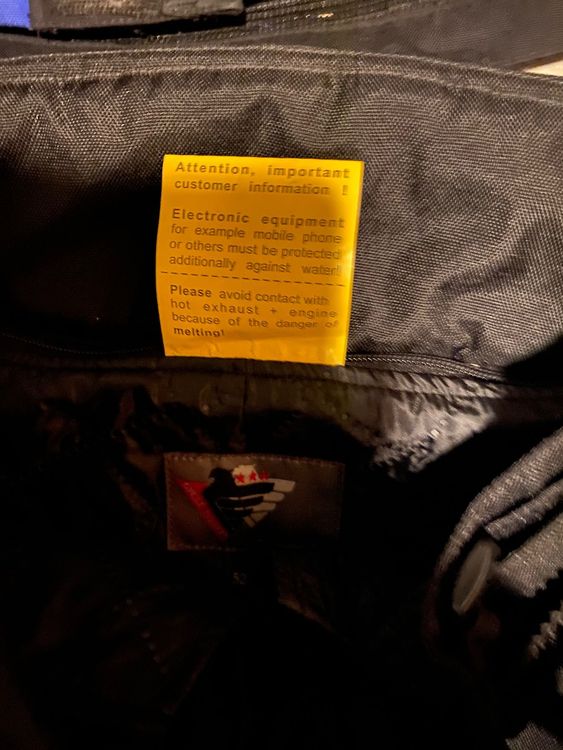 Attention, important
customer information !
Electronic equipment
for example mobile phone
or others must be protected
additionally against water!
Please avoid contact with
hot exhaust + engine
because of the danger of
melting!